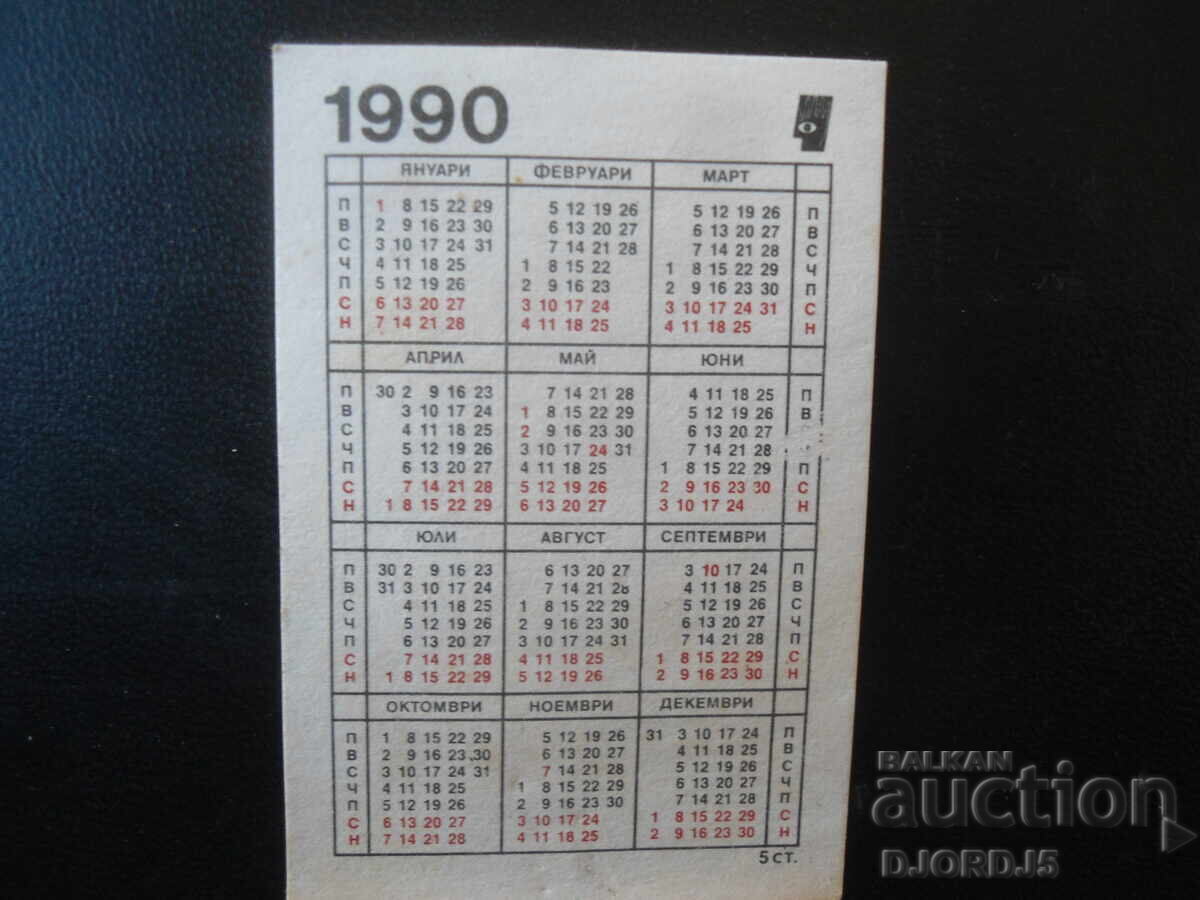 1990
ЯНУАРИ ФЕВРУАРИ МАРТ
П 1 8 15 22 29 5 12 19 26 5 12 19 26 П
В 2 9 16 23 30 6 13 20 27 6 13 20 27 В
С 3 10 17 24 31 7 14 21 28 7 14 21 28 С
Ч 4 11 18 25 1 8 15 22 1 8 15 22 29 Ч
П 5 12 19 26 2 9 16 23 2 9 16 23 30 П
С 6 13 20 27 3 10 17 24 3 10 17 24 31 С
Н 7 14 21 28 4 11 18 25 4 11 18 25 Н
АПРИЛ МАЙ ЮНИ
П 30 2 9 16 23 7 14 21 28 4 11 18 25 П
В 3 10 17 24 1 8 15 22 29 5 12 19 26 В
С 4 11 18 25 2 9 16 23 30 6 13 20 27
Ч 5 12 19 26 3 10 17 24 31 7 14 21 28
П 6 13 20 27 4 11 18 25 1 8 15 22 29 П
С 7 14 21 28 5 12 19 26 2 9 16 23 30 С
Н 1 8 15 22 29 6 13 20 27 3 10 17 24 Н
ЮЛИ АВГУСТ СЕПТЕМВРИ
П 30 2 9 16 23 6 13 20 27 3 10 17 24 П
В 31 3 10 17 24 7 14 21 28 4 11 18 25 В
С 4 11 18 25 1 8 15 22 29 5 12 19 26 С
Ч 5 12 19 26 2 9 16 23 30 6 13 20 27 Ч
П 6 13 20 27 3 10 17 24 31 7 14 21 28 П
С 7 14 21 28 4 11 18 25 1 8 15 22 29 С
Н 1 8 15 22 29 5 12 19 26 2 9 16 23 30 Н
ОКТОМВРИ НОЕМВРИ ДЕКЕМВРИ
П 1 8 15 22 29 5 12 19 26 31 3 10 17 24 П
В 2 9 16 23 30 6 13 20 27 4 11 18 25 В
С 3 10 17 24 31 7 14 21 28 5 12 19 26 С
Ч 4 11 18 25 1 8 15 22 29 6 13 20 27 Ч
П 5 12 19 26 2 9 16 23 30 7 14 21 28 П
С 6 13 20 27 3 10 17 24 1 8 15 22 29 С
Н 7 14 21 28 4 11 18 25 2 9 16 23 30 Н
5 СТ.
BALKAN
auction
DJORDJ5